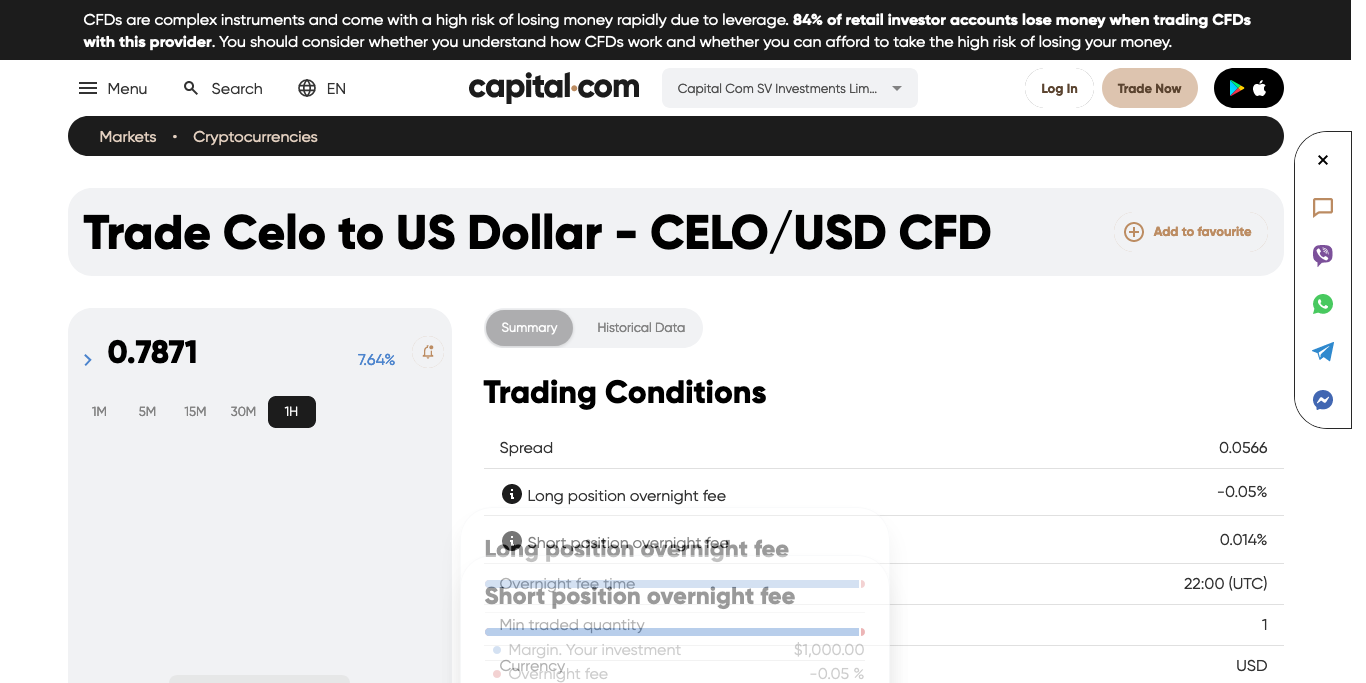 CFDs are complex instruments and come with a high risk of losing money rapidly due to leverage. 84% of retail investor accounts lose money when trading CFDs
with this provider. You should consider whether you understand how CFDs work and whether you can afford to take the high risk of losing your money.
Menu
Search
EN
capital.com
Capital Com SV Investments Lim...
Log In
Trade Now
Markets • Cryptocurrencies
Trade Celo to US Dollar - CELO/USD CFD
Add to favourite
0.7871
7.64%
1M 5M 15M 30M 1H
Summary
Historical Data
Trading Conditions
Spread 0.0566
Long position overnight fee -0.05%
Short position overnight fee 0.014%
Long position overnight fee
Overnight fee time 22:00 (UTC)
Short position overnight fee
Min traded quantity 1
Margin. Your investment $1,000.00
Currency USD
Overnight fee -0.05 %